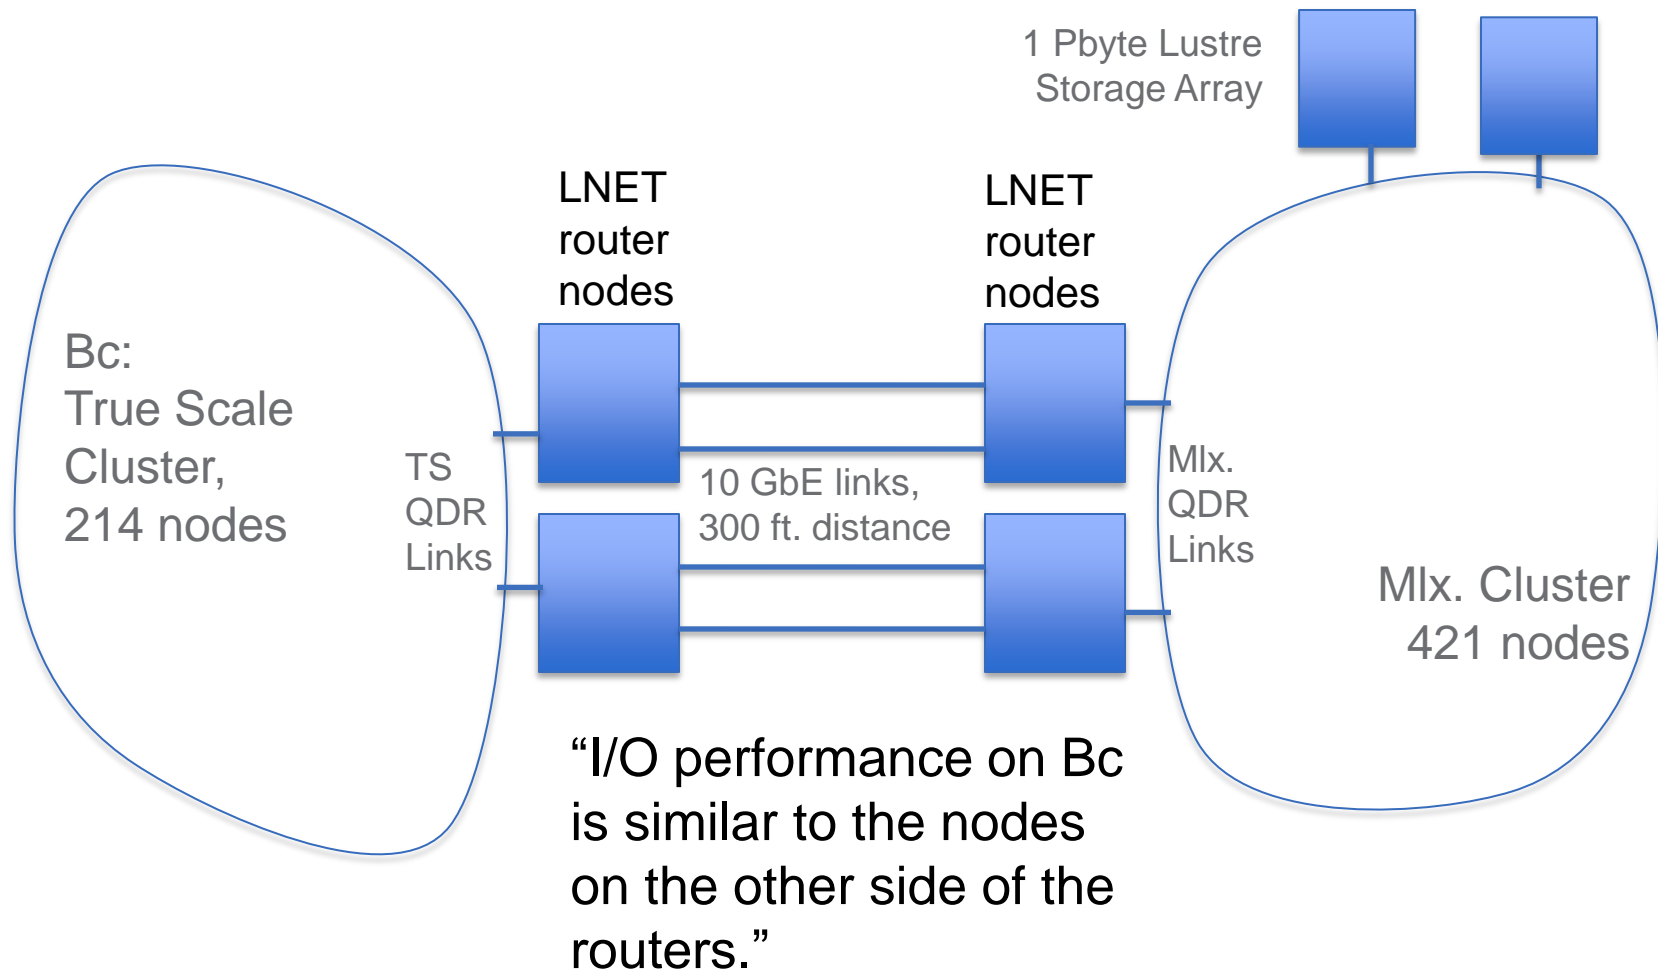 1 Pbyte Lustre
Storage Array
LNET
router
nodes
LNET
router
nodes
Bc:
True Scale
Cluster,
214 nodes
TS
QDR
Links
10 GbE links,
300 ft. distance
Mlx.
QDR
Links
Mlx. Cluster
421 nodes
“I/O performance on Bc
is similar to the nodes
on the other side of the
routers.”